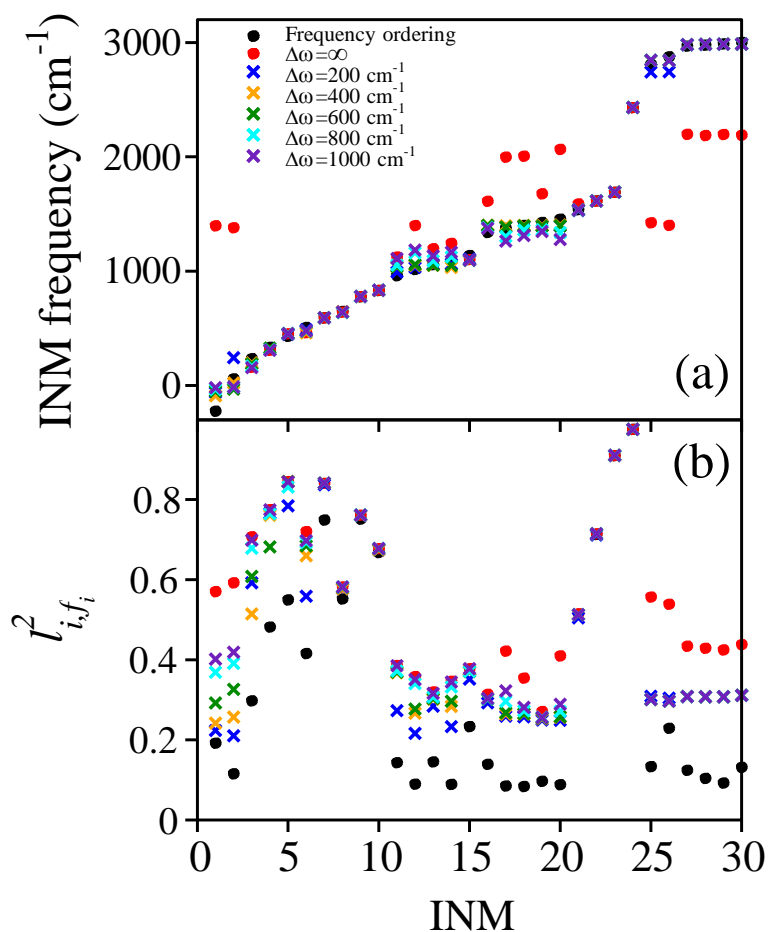 3000
2000
1000
0
INM frequency (cm⁻¹)
Frequency ordering
Δω=∞
Δω=200 cm⁻¹
Δω=400 cm⁻¹
Δω=600 cm⁻¹
Δω=800 cm⁻¹
Δω=1000 cm⁻¹
(a)
(b)
0.8
0.6
0.4
0.2
0
l²i,fi
0 5 10 15 20 25 30
INM